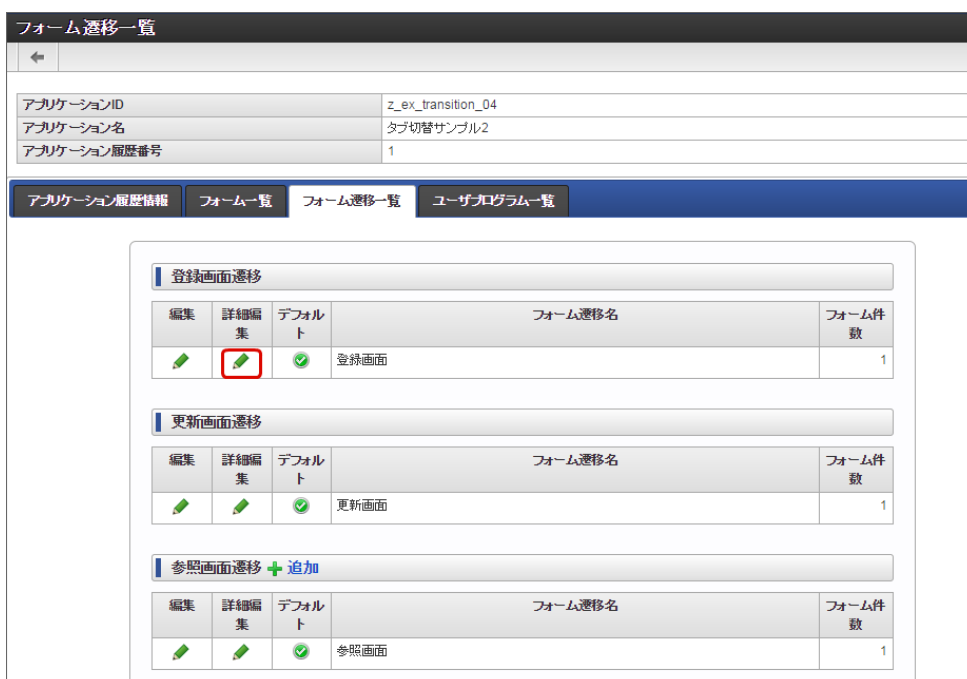 フォーム遷移一覧
アプリケーションID z_ex_transition_04
アプリケーション名 タブ切替サンプル2
アプリケーション履歴番号 1
アプリケーション履歴情報 フォーム一覧 フォーム遷移一覧 ユーザプログラム一覧
登録画面遷移
編集 詳細編集 デフォルト フォーム遷移名 フォーム件数
登録画面 1
更新画面遷移
編集 詳細編集 デフォルト フォーム遷移名 フォーム件数
更新画面 1
参照画面遷移 追加
編集 詳細編集 デフォルト フォーム遷移名 フォーム件数
参照画面 1